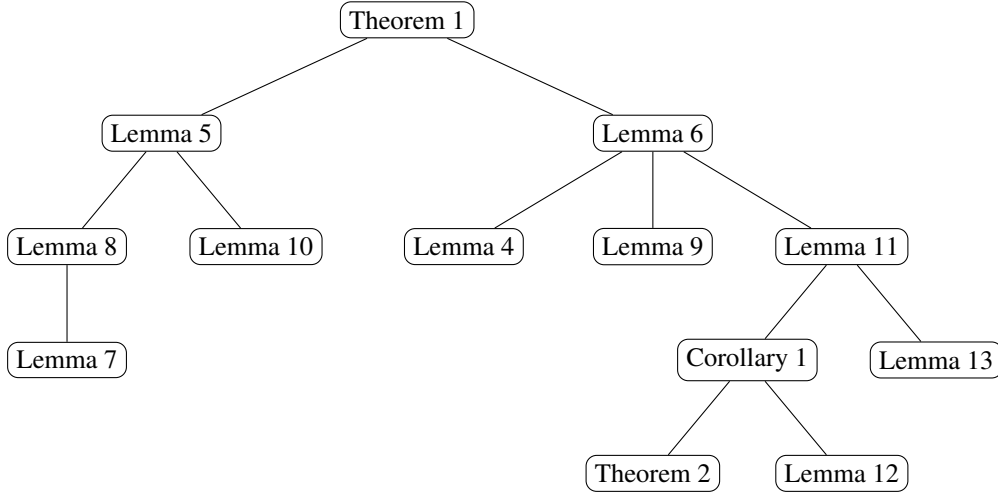 Theorem 1
Lemma 5
Lemma 6
Lemma 8
Lemma 10
Lemma 4
Lemma 9
Lemma 11
Lemma 7
Corollary 1
Lemma 13
Theorem 2
Lemma 12